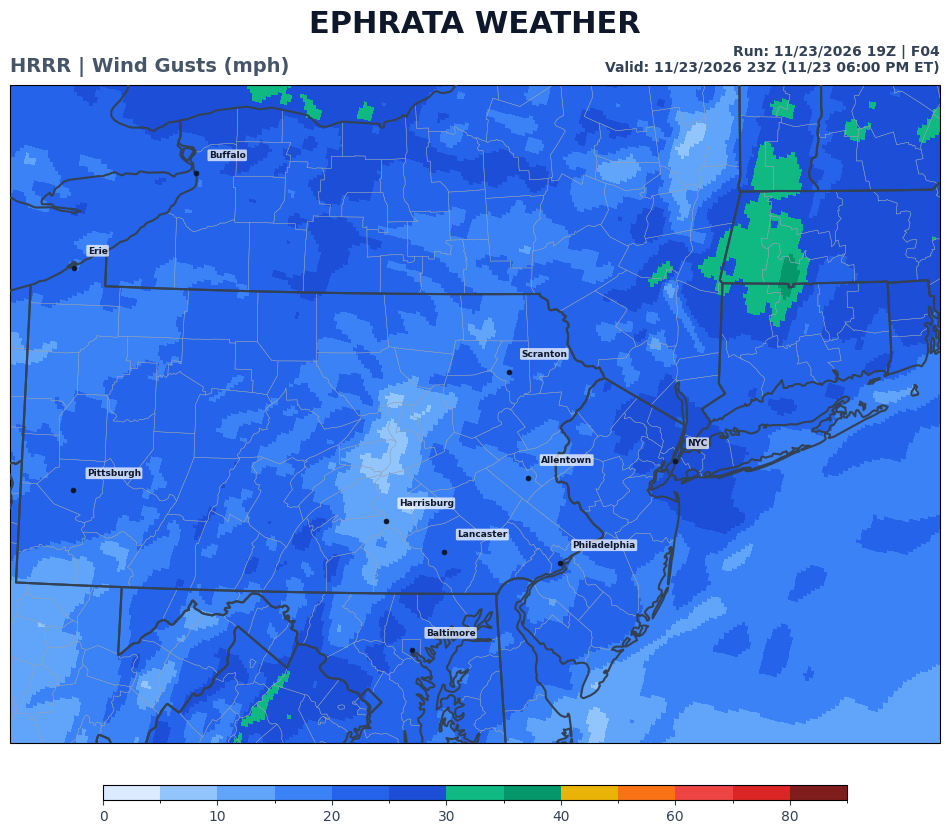 EPHRATA WEATHER
HRRR | Wind Gusts (mph)
Run: 11/23/2026 19Z | F04
Valid: 11/23/2026 23Z (11/23 06:00 PM ET)
Buffalo
Erie
Scranton
NYC
Allentown
Pittsburgh
Harrisburg
Lancaster
Philadelphia
Baltimore
0 10 20 30 40 60 80